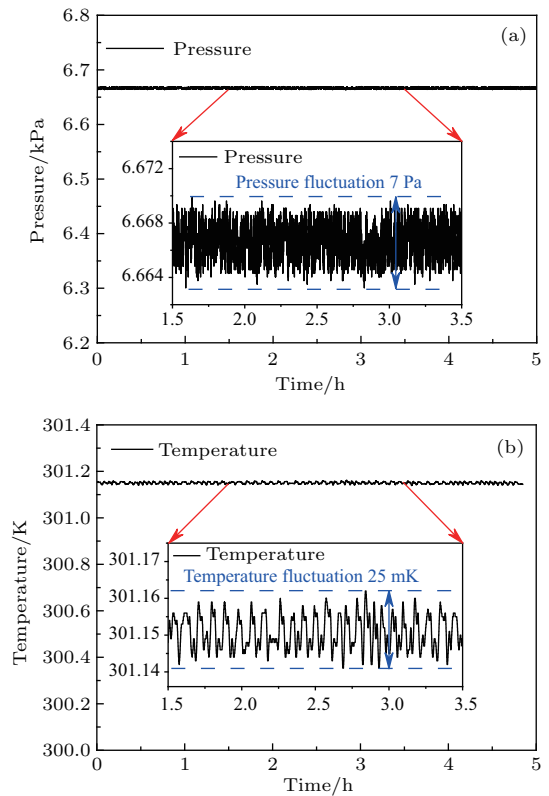 6.8
(a)
Pressure
6.7
6.6
Pressure/kPa
6.5
6.4
6.3
6.2
Pressure
6.672
Pressure fluctuation 7 Pa
6.668
6.664
1.5 2.0 2.5 3.0 3.5
0 1 2 3 4 5
Time/h
301.4
(b)
Temperature
301.2
301.0
Temperature/K
300.8
300.6
300.4
300.2
300.0
301.17
Temperature
Temperature fluctuation 25 mK
301.16
301.15
301.14
1.5 2.0 2.5 3.0 3.5
0 1 2 3 4 5
Time/h